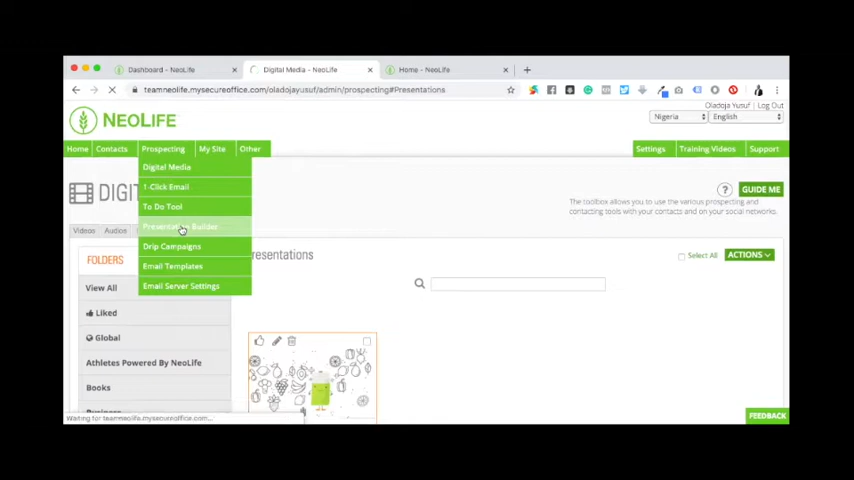 Dashboard - NeoLife
Digital Media - NeoLife
Home - NeoLife
teamneolife.mysecureoffice.com/oladojayusuf/admin/prospecting#Presentations
Oladoja Yusuf | Log Out
NEOLIFE
Nigeria
English
Home
Contacts
Prospecting
My Site
Other
Settings
Training Videos
Support
Digital Media
1-Click Email
To Do Tool
Presentation Builder
Drip Campaigns
Email Templates
Email Server Settings
DIGIT
? GUIDE ME
The toolbox allows you to use the various prospecting and
contacting tools with your contacts and on your social networks.
Videos
Audios
FOLDERS
resentations
Select All
ACTIONS
View All
Liked
Global
Athletes Powered By NeoLife
Books
Business
Waiting for teamneolife.mysecureoffice.com...
FEEDBACK